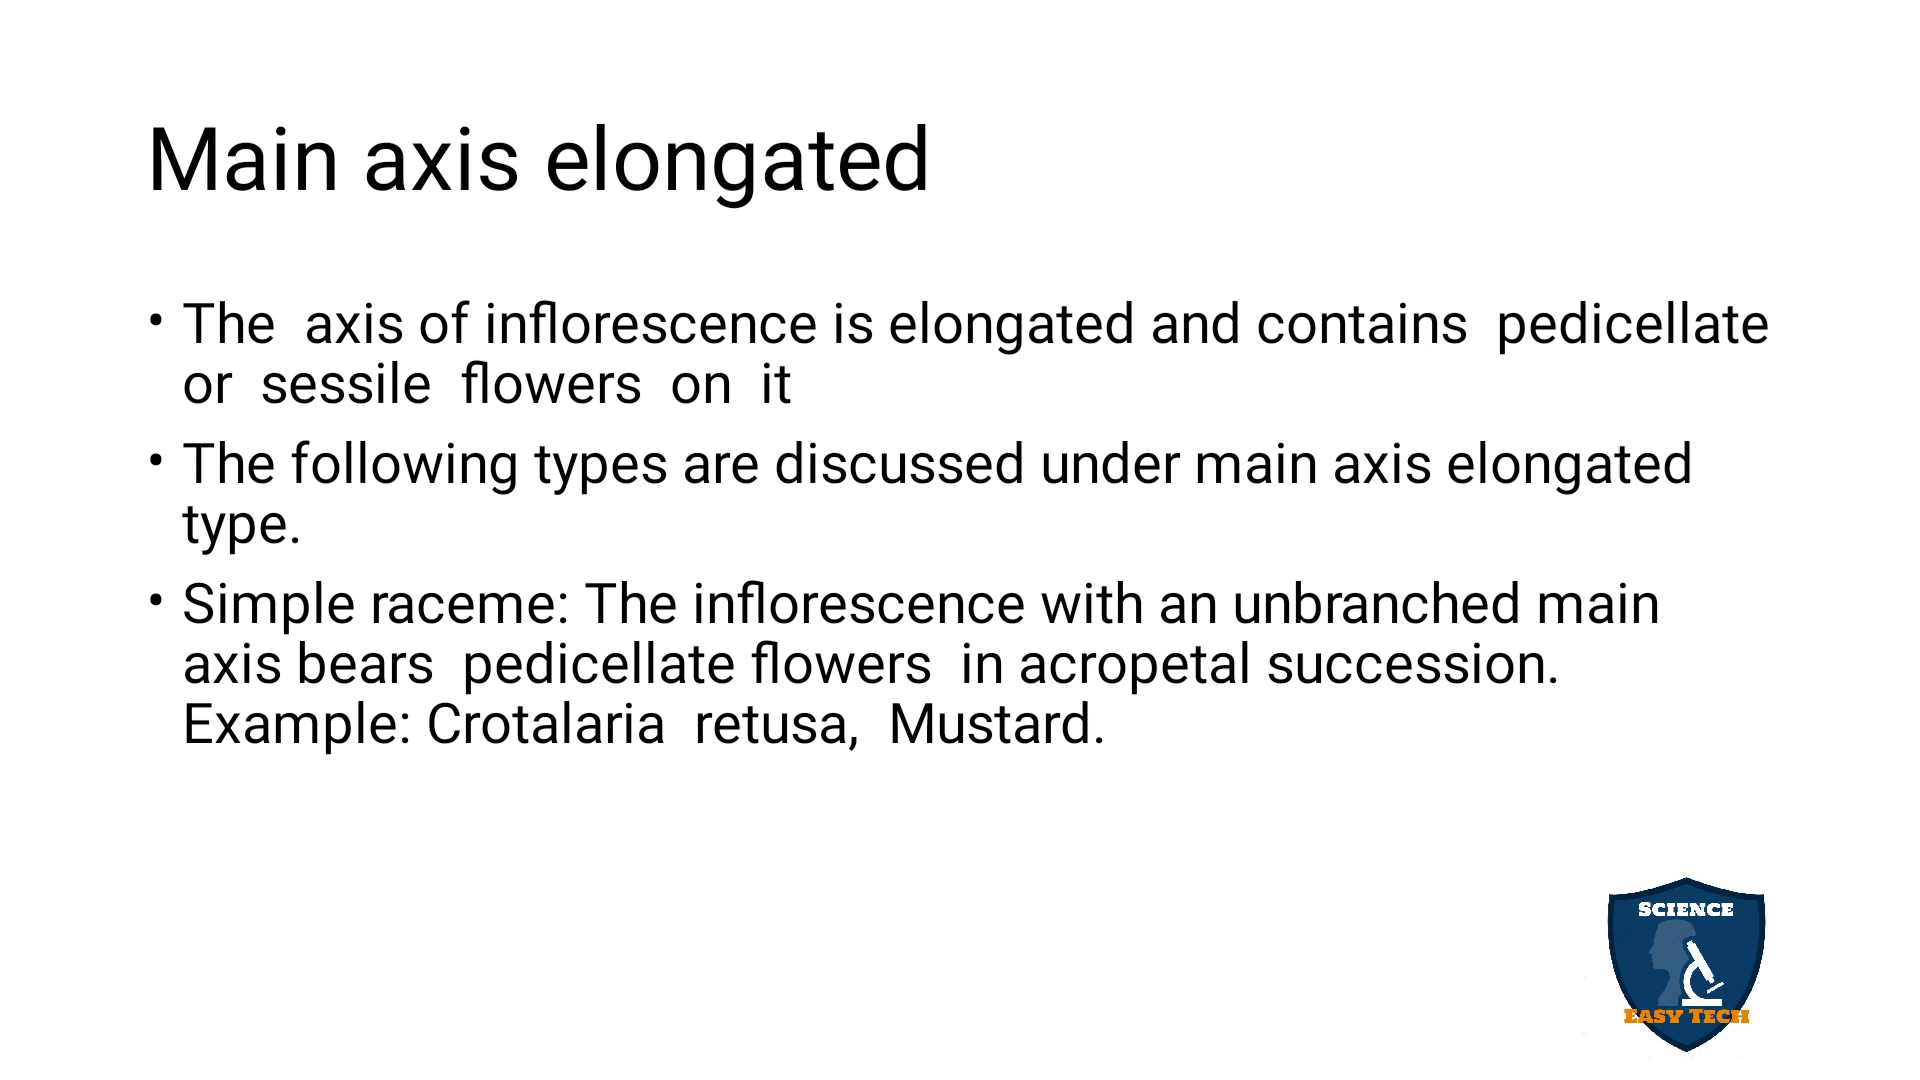 Main axis elongated
• The  axis of inflorescence is elongated and contains  pedicellate
or  sessile  flowers  on  it
• The following types are discussed under main axis elongated
type.
• Simple raceme: The inflorescence with an unbranched main
axis bears  pedicellate flowers  in acropetal succession.
Example: Crotalaria  retusa,  Mustard.
SCIENCE
EASY TECH